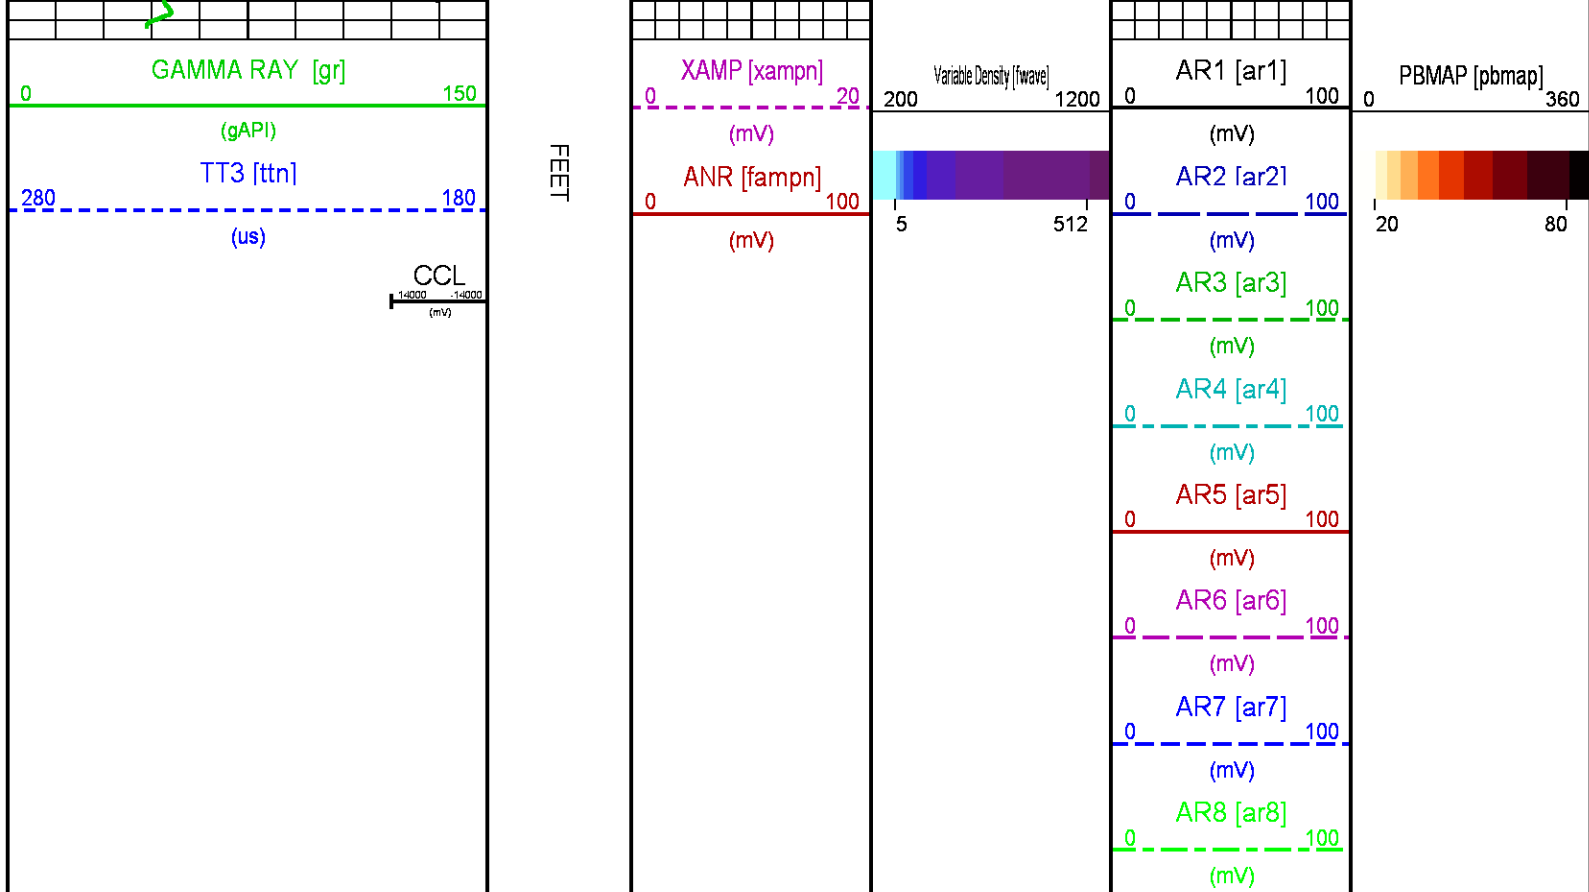 GAMMA RAY [gr]
0 150
(gAPI)
TT3 [ttn]
280 180
(us)
CCL
14000 -14000
(mV)
FEET
XAMP [xampn]
0 20
(mV)
ANR [fampn]
0 100
(mV)
Variable Density [fwave]
200 1200
5 512
AR1 [ar1]
0 100
(mV)
AR2 [ar2]
0 100
(mV)
AR3 [ar3]
0 100
(mV)
AR4 [ar4]
0 100
(mV)
AR5 [ar5]
0 100
(mV)
AR6 [ar6]
0 100
(mV)
AR7 [ar7]
0 100
(mV)
AR8 [ar8]
0 100
(mV)
PBMAP [pbmap]
0 360
20 80